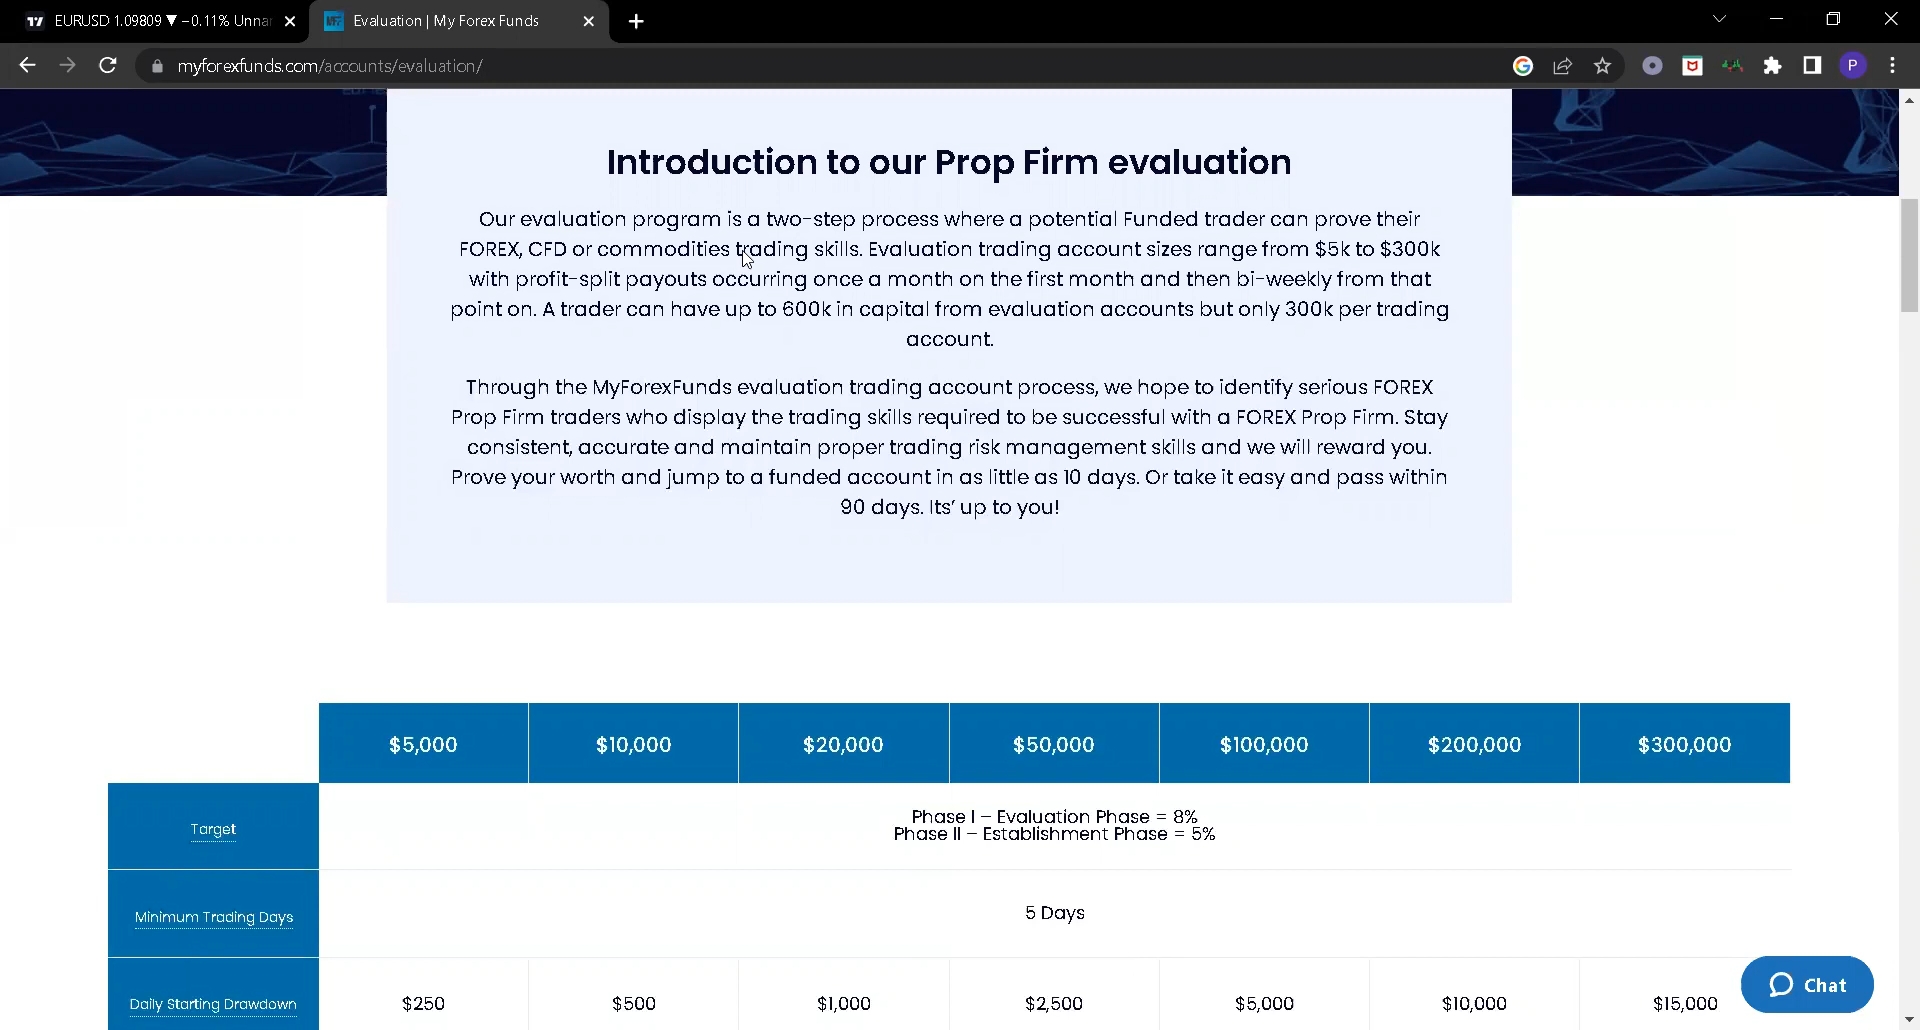 EURUSD 1.09809 ▼ −0.11% Unna
Evaluation | My Forex Funds
myforexfunds.com/accounts/evaluation/
P
Introduction to our Prop Firm evaluation
Our evaluation program is a two-step process where a potential Funded trader can prove their
FOREX, CFD or commodities trading skills. Evaluation trading account sizes range from $5k to $300k
with profit-split payouts occurring once a month on the first month and then bi-weekly from that
point on. A trader can have up to 600k in capital from evaluation accounts but only 300k per trading
account.
Through the MyForexFunds evaluation trading account process, we hope to identify serious FOREX
Prop Firm traders who display the trading skills required to be successful with a FOREX Prop Firm. Stay
consistent, accurate and maintain proper trading risk management skills and we will reward you.
Prove your worth and jump to a funded account in as little as 10 days. Or take it easy and pass within
90 days. Its’ up to you!
$5,000 $10,000 $20,000 $50,000 $100,000 $200,000 $300,000
Target
Phase I – Evaluation Phase = 8%
Phase II – Establishment Phase = 5%
Minimum Trading Days 5 Days
Daily Starting Drawdown $250 $500 $1,000 $2,500 $5,000 $10,000 $15,000
Chat